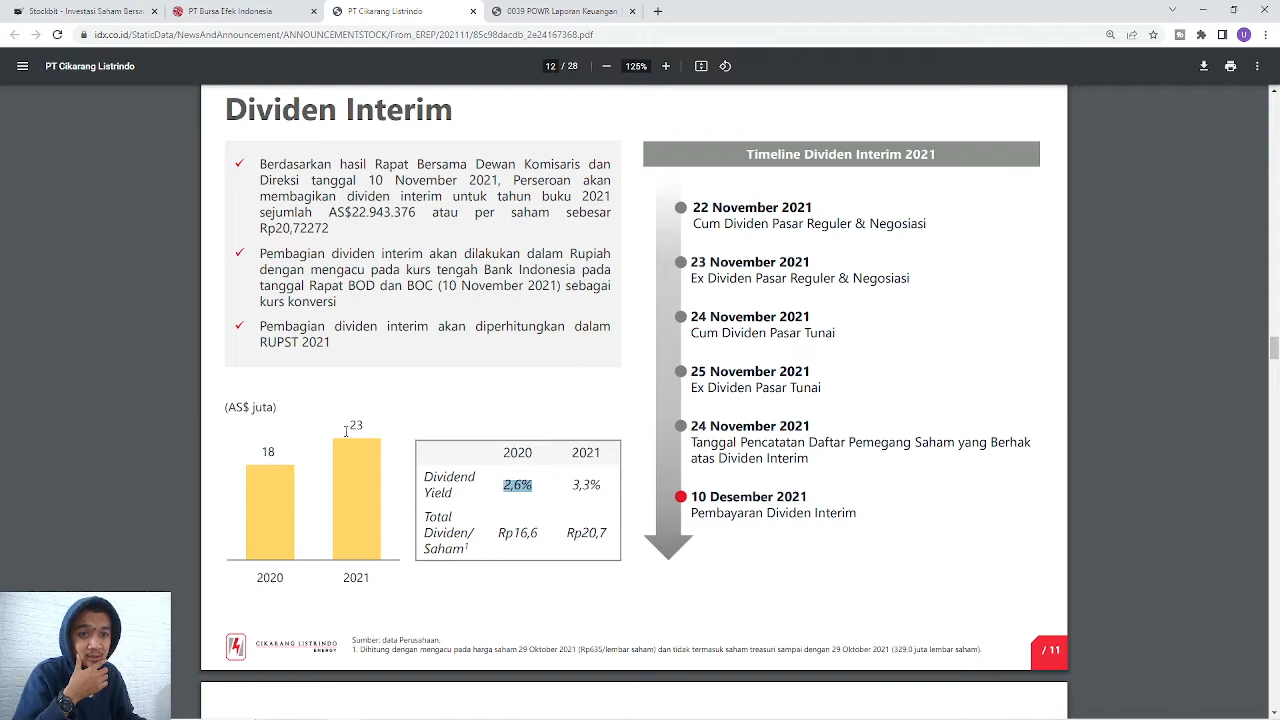 Stockbit - Investasi Saham Bersa
PT Bursa Efek Indonesia
PT Cikarang Listrindo
0039 POWR Laporan Keuangan
idx.co.id/StaticData/NewsAndAnnouncement/ANNOUNCEMENTSTOCK/From_EREP/202111/85c98dacdb_2e24167368.pdf
U
PT Cikarang Listrindo
12 / 28
125%
Dividen Interim
Berdasarkan hasil Rapat Bersama Dewan Komisaris dan
Direksi tanggal 10 November 2021, Perseroan akan
membagikan dividen interim untuk tahun buku 2021
sejumlah AS$22.943.376 atau per saham sebesar
Rp20,72272
Pembagian dividen interim akan dilakukan dalam Rupiah
dengan mengacu pada kurs tengah Bank Indonesia pada
tanggal Rapat BOD dan BOC (10 November 2021) sebagai
kurs konversi
Pembagian dividen interim akan diperhitungkan dalam
RUPST 2021
Timeline Dividen Interim 2021
22 November 2021
Cum Dividen Pasar Reguler & Negosiasi
23 November 2021
Ex Dividen Pasar Reguler & Negosiasi
24 November 2021
Cum Dividen Pasar Tunai
25 November 2021
Ex Dividen Pasar Tunai
24 November 2021
Tanggal Pencatatan Daftar Pemegang Saham yang Berhak
atas Dividen Interim
10 Desember 2021
Pembayaran Dividen Interim
(AS$ juta)
18
23
2020
2021
2020 2021
Dividend
Yield
2,6% 3,3%
Total
Dividen/
Saham¹
Rp16,6 Rp20,7
CIKARANG LISTRINDO
ENERGY
Sumber: data Perusahaan.
1. Dihitung dengan mengacu pada harga saham 29 Oktober 2021 (Rp635/lembar saham) dan tidak termasuk saham treasuri sampai dengan 29 Oktober 2021 (329,0 juta lembar saham).
/ 11